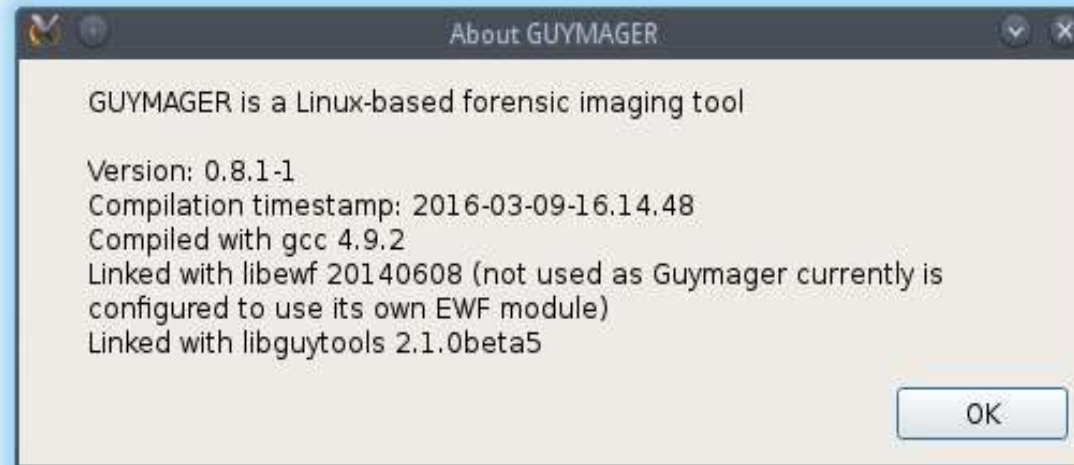 About GUYMAGER
GUYMAGER is a Linux-based forensic imaging tool
Version: 0.8.1-1
Compilation timestamp: 2016-03-09-16.14.48
Compiled with gcc 4.9.2
Linked with libewf 20140608 (not used as Guymager currently is
configured to use its own EWF module)
Linked with libguytools 2.1.0beta5
OK